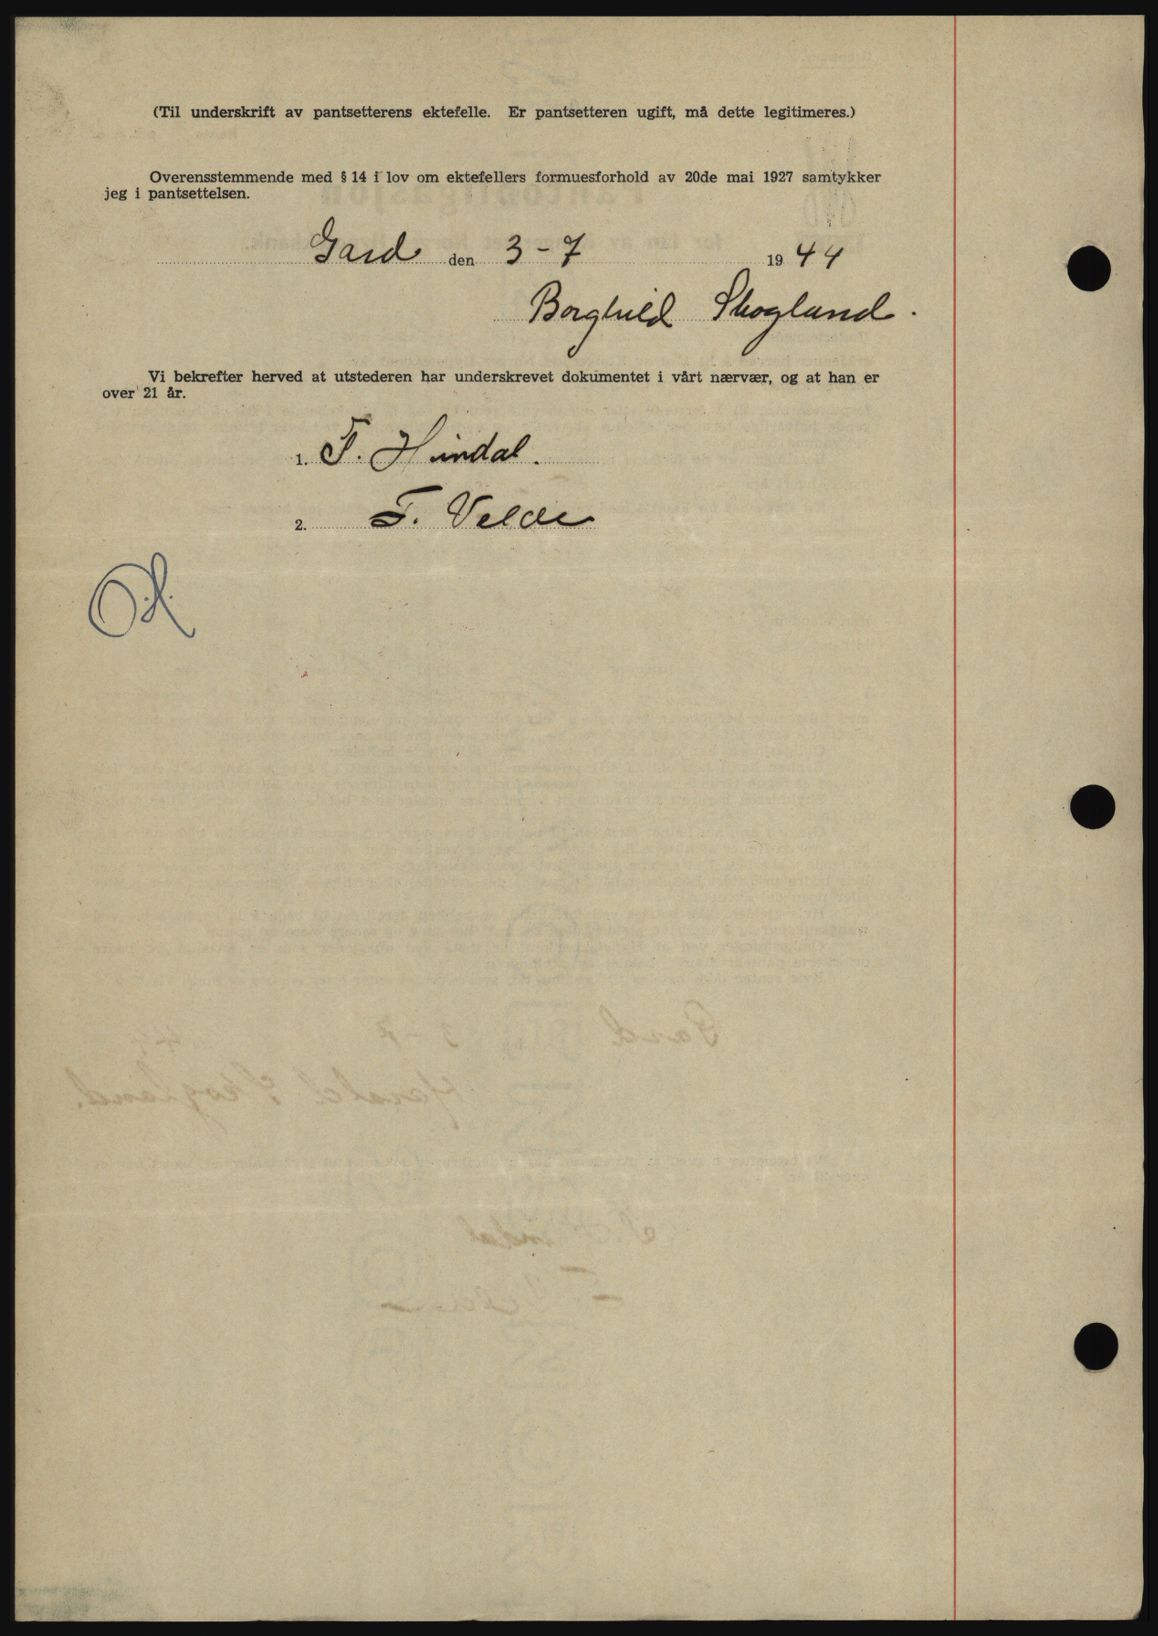 (Til underskrift av pantsetterens ektefelle. Er pantsetteren ugift, må dette legitimeres.)
Overensstemmende med § 14 i lov om ektefellers formuesforhold av 20de mai 1927 samtykker
jeg i pantsettelsen.
Gard den 3-7 1944
Borghild Skogland.
Vi bekrefter herved at utstederen har underskrevet dokumentet i vårt nærvær, og at han er
over 21 år.
1. F. Hindal.
2. F. Velde